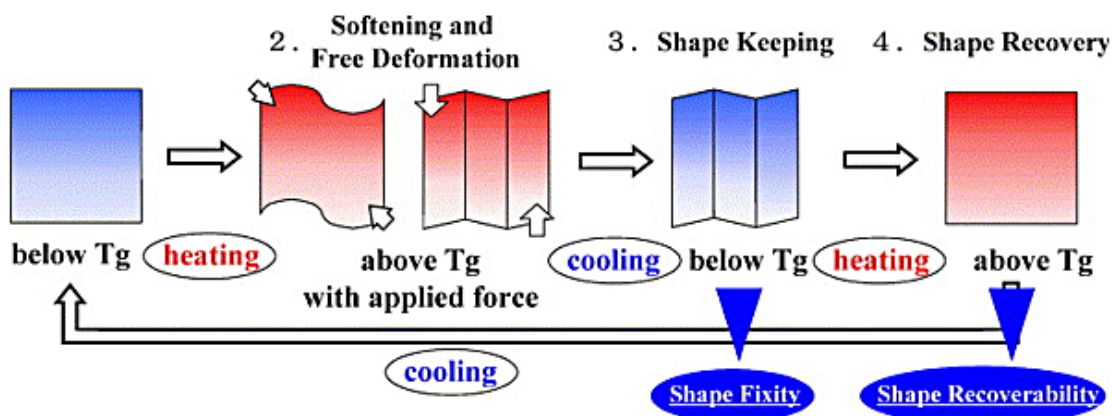 2. Softening and
Free Deformation
3. Shape Keeping
4. Shape Recovery
below Tg
heating
above Tg
with applied force
cooling
below Tg
heating
above Tg
cooling
Shape Fixity
Shape Recoverability